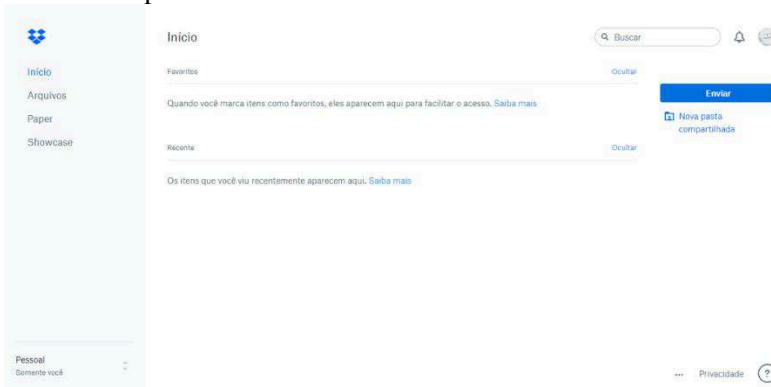 Início
Buscar
Início
Arquivos
Paper
Showcase
Favoritos
Ocultar
Quando você marca itens como favoritos, eles aparecem aqui para facilitar o acesso. Saiba mais
Enviar
Nova pasta
compartilhada
Recente
Ocultar
Os itens que você viu recentemente aparecem aqui. Saiba mais
Pessoal
Somente você
... Privacidade ?